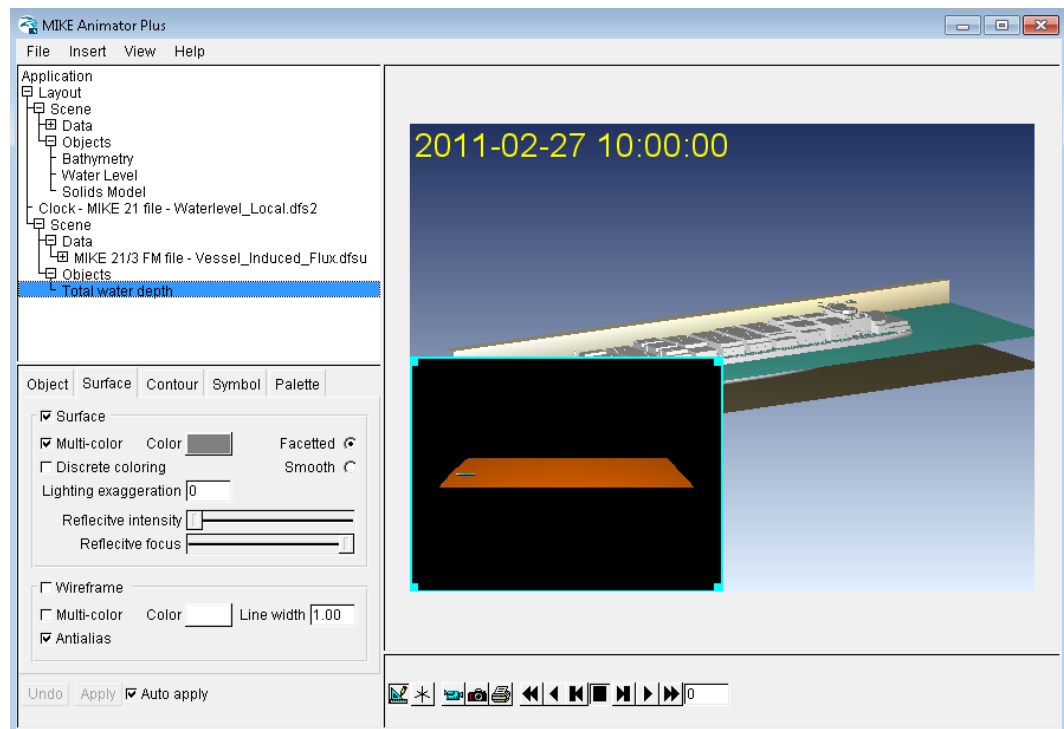 MIKE Animator Plus
File Insert View Help
Application
Layout
Scene
Data
Objects
Bathymetry
Water Level
Solids Model
Clock - MIKE 21 file - Waterlevel_Local.dfs2
Scene
Data
MIKE 21/3 FM file - Vessel_Induced_Flux.dfsu
Objects
Total water depth
2011-02-27 10:00:00
Object Surface Contour Symbol Palette
Surface
Multi-color Color Facetted
Discrete coloring Smooth
Lighting exaggeration 0
Reflecitve intensity
Reflecitve focus
Wireframe
Multi-color Color Line width 1.00
Antialias
Undo Apply Auto apply
0